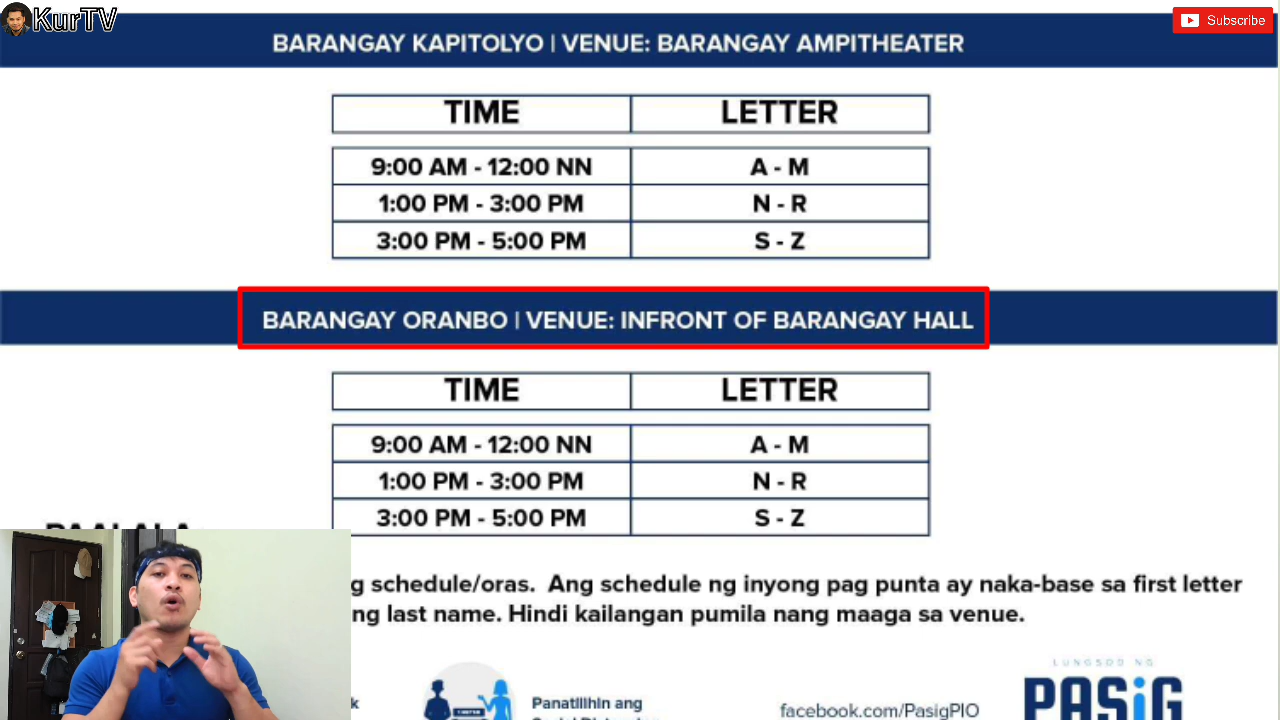 KurTV
Subscribe
BARANGAY KAPITOLYO | VENUE: BARANGAY AMPITHEATER
TIME LETTER
9:00 AM - 12:00 NN A - M
1:00 PM - 3:00 PM N - R
3:00 PM - 5:00 PM S - Z
BARANGAY ORANBO | VENUE: INFRONT OF BARANGAY HALL
TIME LETTER
9:00 AM - 12:00 NN A - M
1:00 PM - 3:00 PM N - R
3:00 PM - 5:00 PM S - Z
g schedule/oras. Ang schedule ng inyong pag punta ay naka-base sa first letter
ng last name. Hindi kailangan pumila nang maaga sa venue.
k
Panatilihin ang
facebook.com/PasigPIO
LUNGSOD NG
PASiG